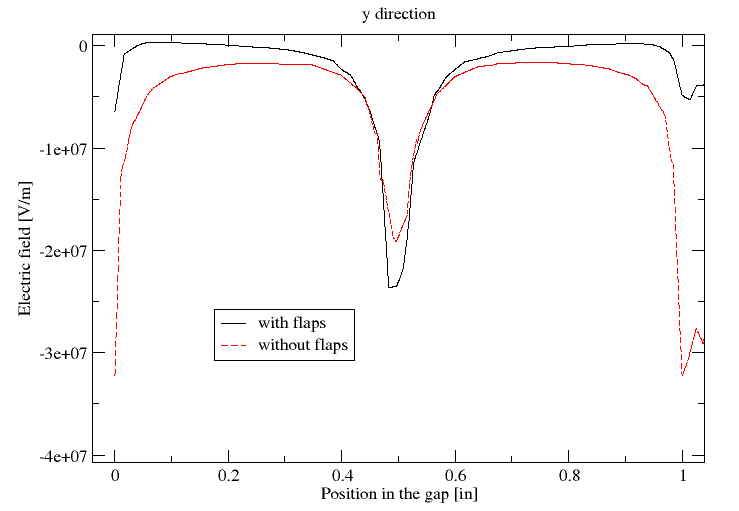 y direction
0
-1e+07
-2e+07
-3e+07
-4e+07
Electric field [V/m]
with flaps
without flaps
0 0.2 0.4 0.6 0.8 1
Position in the gap [in]